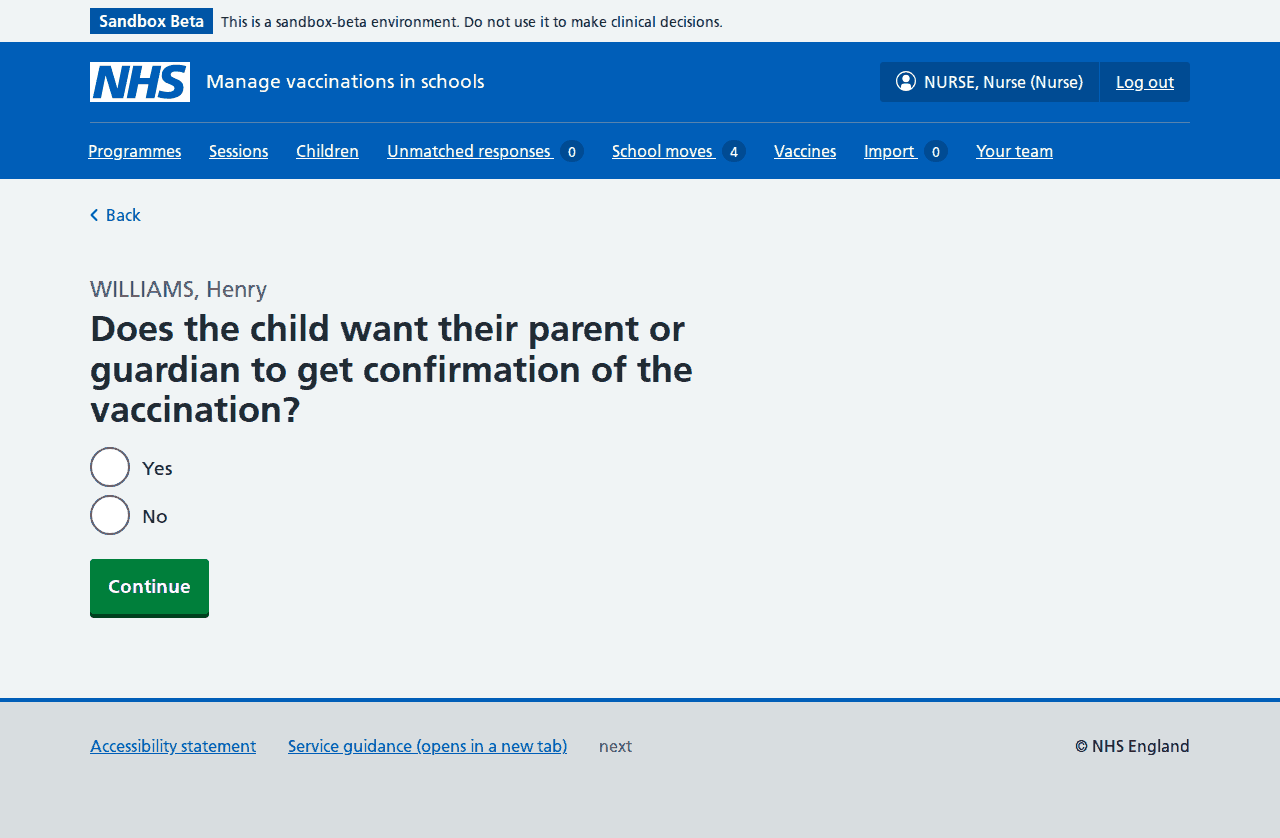 Sandbox Beta This is a sandbox-beta environment. Do not use it to make clinical decisions.
NHS Manage vaccinations in schools NURSE, Nurse (Nurse) Log out
Programmes Sessions Children Unmatched responses 0 School moves 4 Vaccines Import 0 Your team
Back
WILLIAMS, Henry
Does the child want their parent or
guardian to get confirmation of the
vaccination?
Yes
No
Continue
Accessibility statement Service guidance (opens in a new tab) next © NHS England